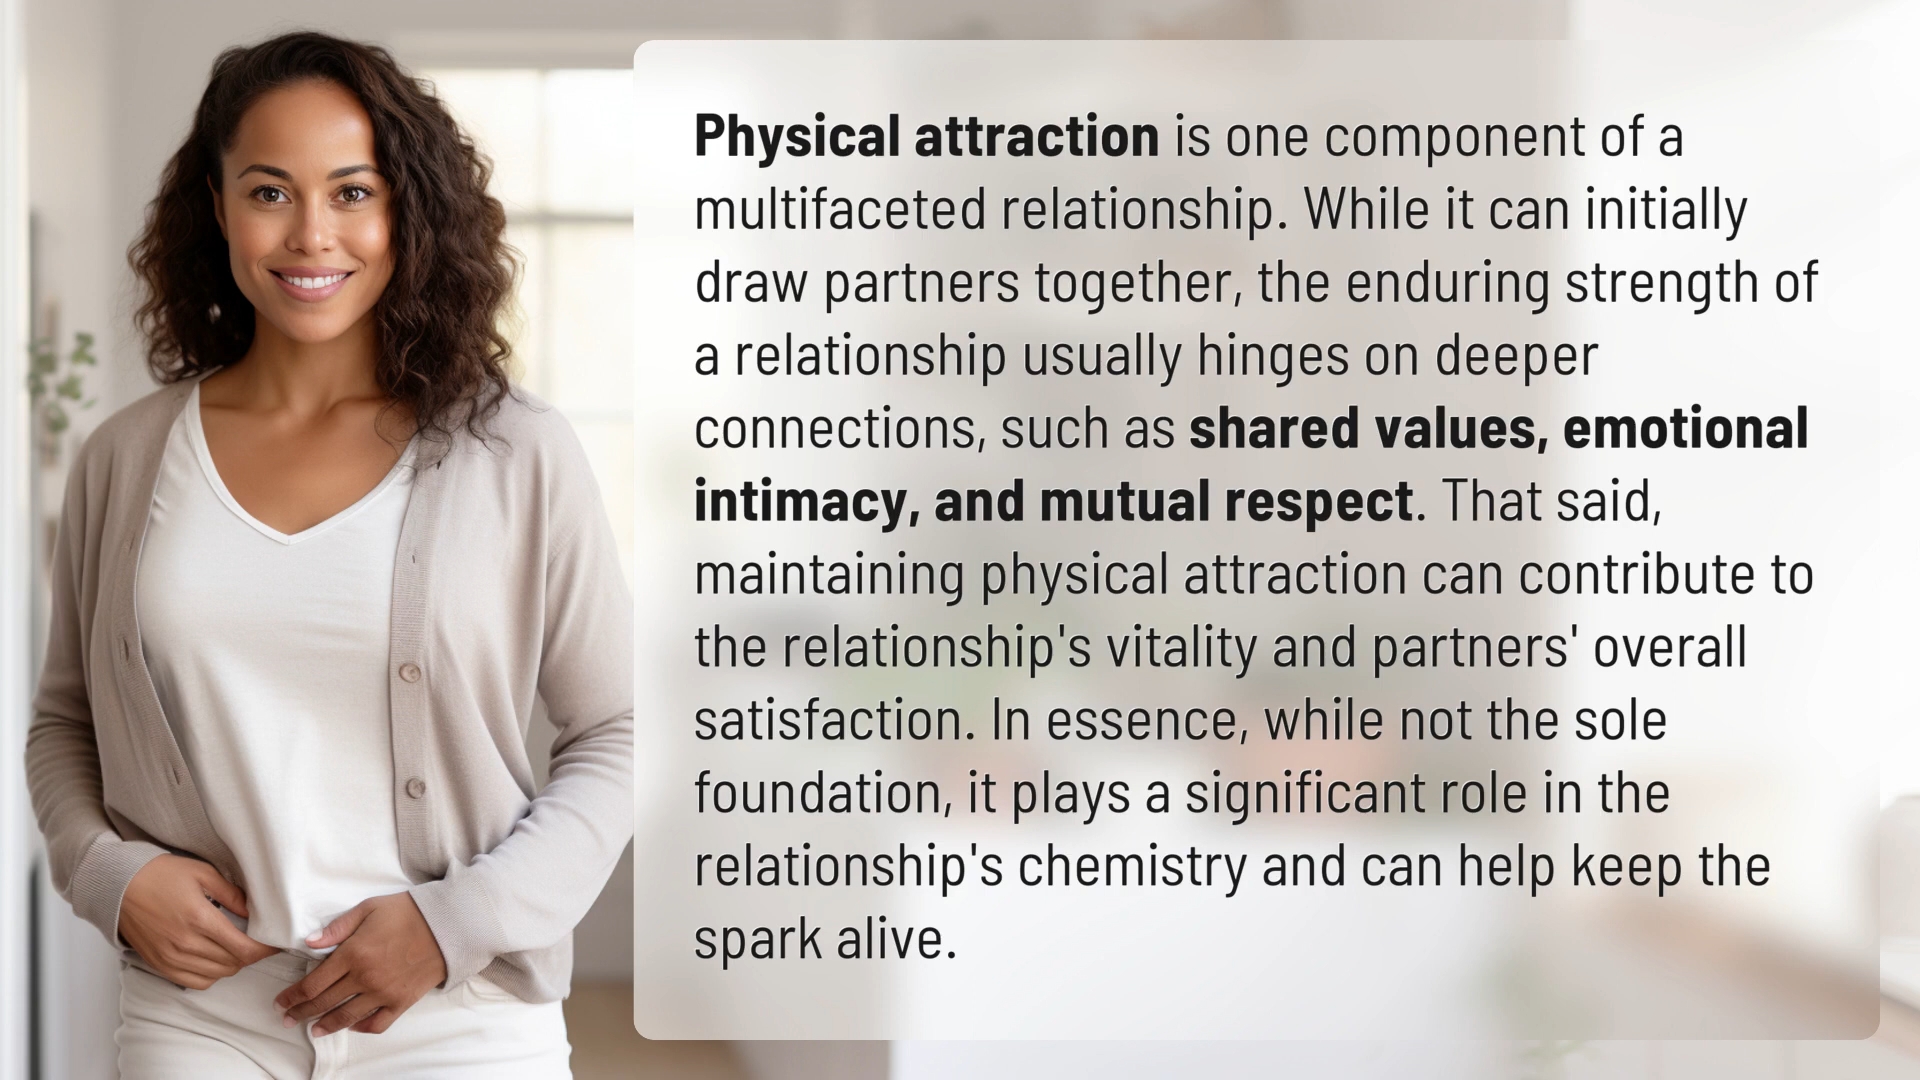 Physical attraction is one component of a
multifaceted relationship. While it can initially
draw partners together, the enduring strength of
a relationship usually hinges on deeper
connections, such as shared values, emotional
intimacy, and mutual respect. That said,
maintaining physical attraction can contribute to
the relationship's vitality and partners' overall
satisfaction. In essence, while not the sole
foundation, it plays a significant role in the
relationship's chemistry and can help keep the
spark alive.